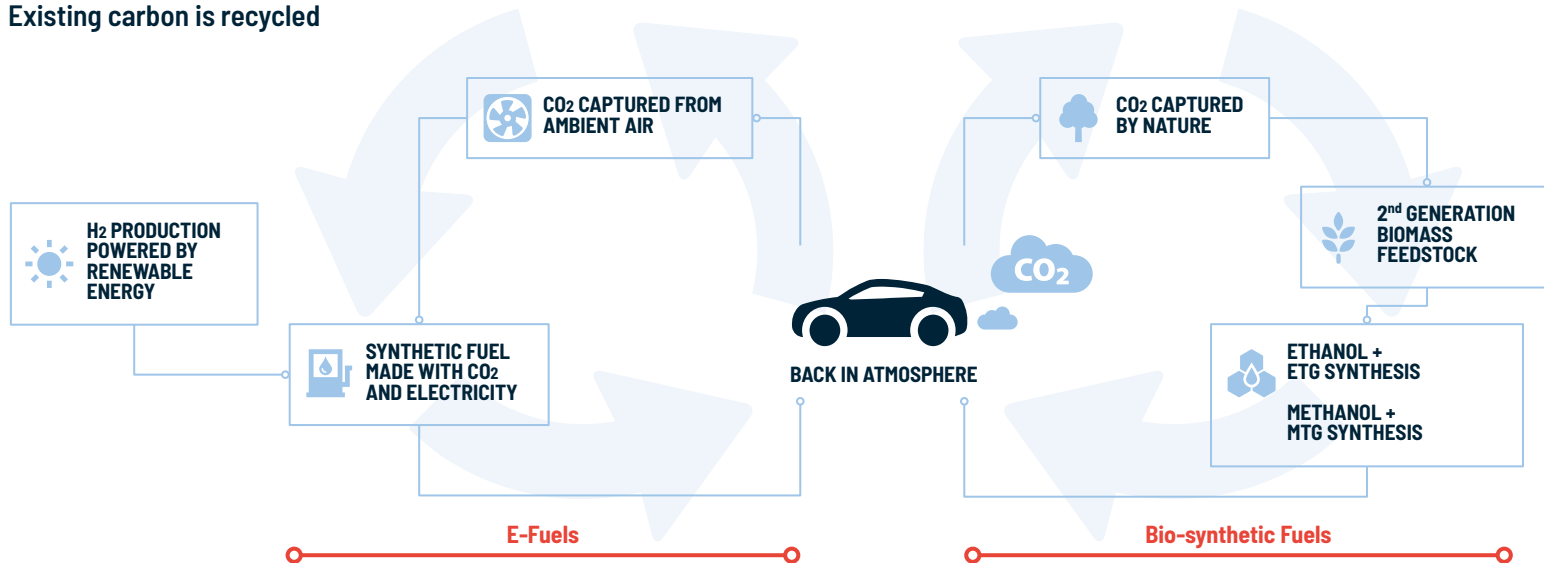 Existing carbon is recycled
CO2 CAPTURED FROM
AMBIENT AIR
H2 PRODUCTION
POWERED BY
RENEWABLE
ENERGY
SYNTHETIC FUEL
MADE WITH CO2
AND ELECTRICITY
CO2
BACK IN ATMOSPHERE
CO2 CAPTURED
BY NATURE
2nd GENERATION
BIOMASS
FEEDSTOCK
ETHANOL +
ETG SYNTHESIS
METHANOL +
MTG SYNTHESIS
E-Fuels
Bio-synthetic Fuels